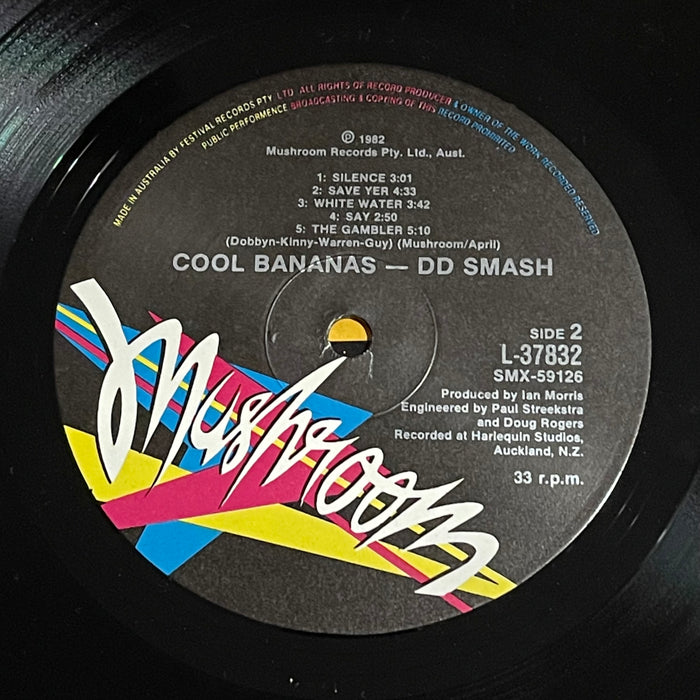 MADE IN AUSTRALIA BY FESTIVAL RECORDS PTY. LTD. ALL RIGHTS OF RECORD PRODUCER & OWNER OF THE WORK RECORDED RESERVED
PUBLIC PERFORMENCE BROADCASTING & COPYING OF THIS RECORD PROHIBITED
℗ 1982
Mushroom Records Pty. Ltd., Aust.
1: SILENCE 3:01
2: SAVE YER 4:33
3: WHITE WATER 3:42
4: SAY 2:50
5: THE GAMBLER 5:10
(Dobbyn-Kinny-Warren-Guy) (Mushroom/April)
COOL BANANAS — DD SMASH
SIDE 2
L-37832
SMX-59126
Produced by Ian Morris
Engineered by Paul Streekstra
and Doug Rogers
Recorded at Harlequin Studios,
Auckland, N.Z.
33 r.p.m.
Mushroom